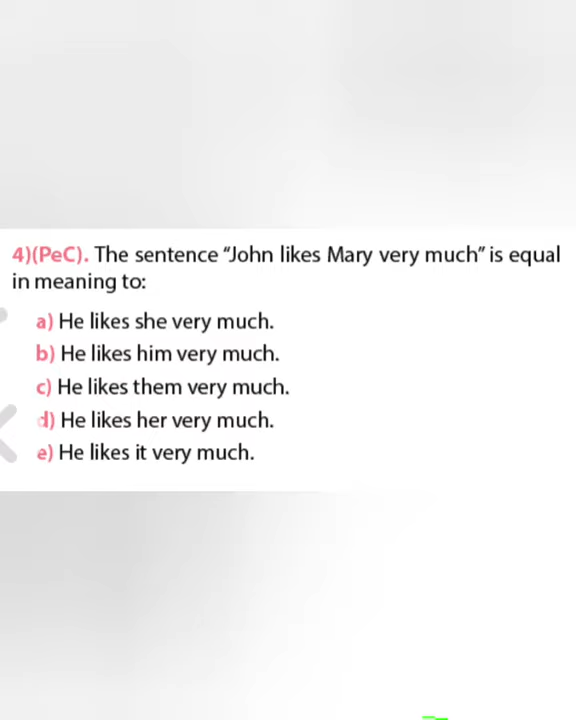 4)(PeC). The sentence “John likes Mary very much” is equal
in meaning to:
a) He likes she very much.
b) He likes him very much.
c) He likes them very much.
d) He likes her very much.
e) He likes it very much.